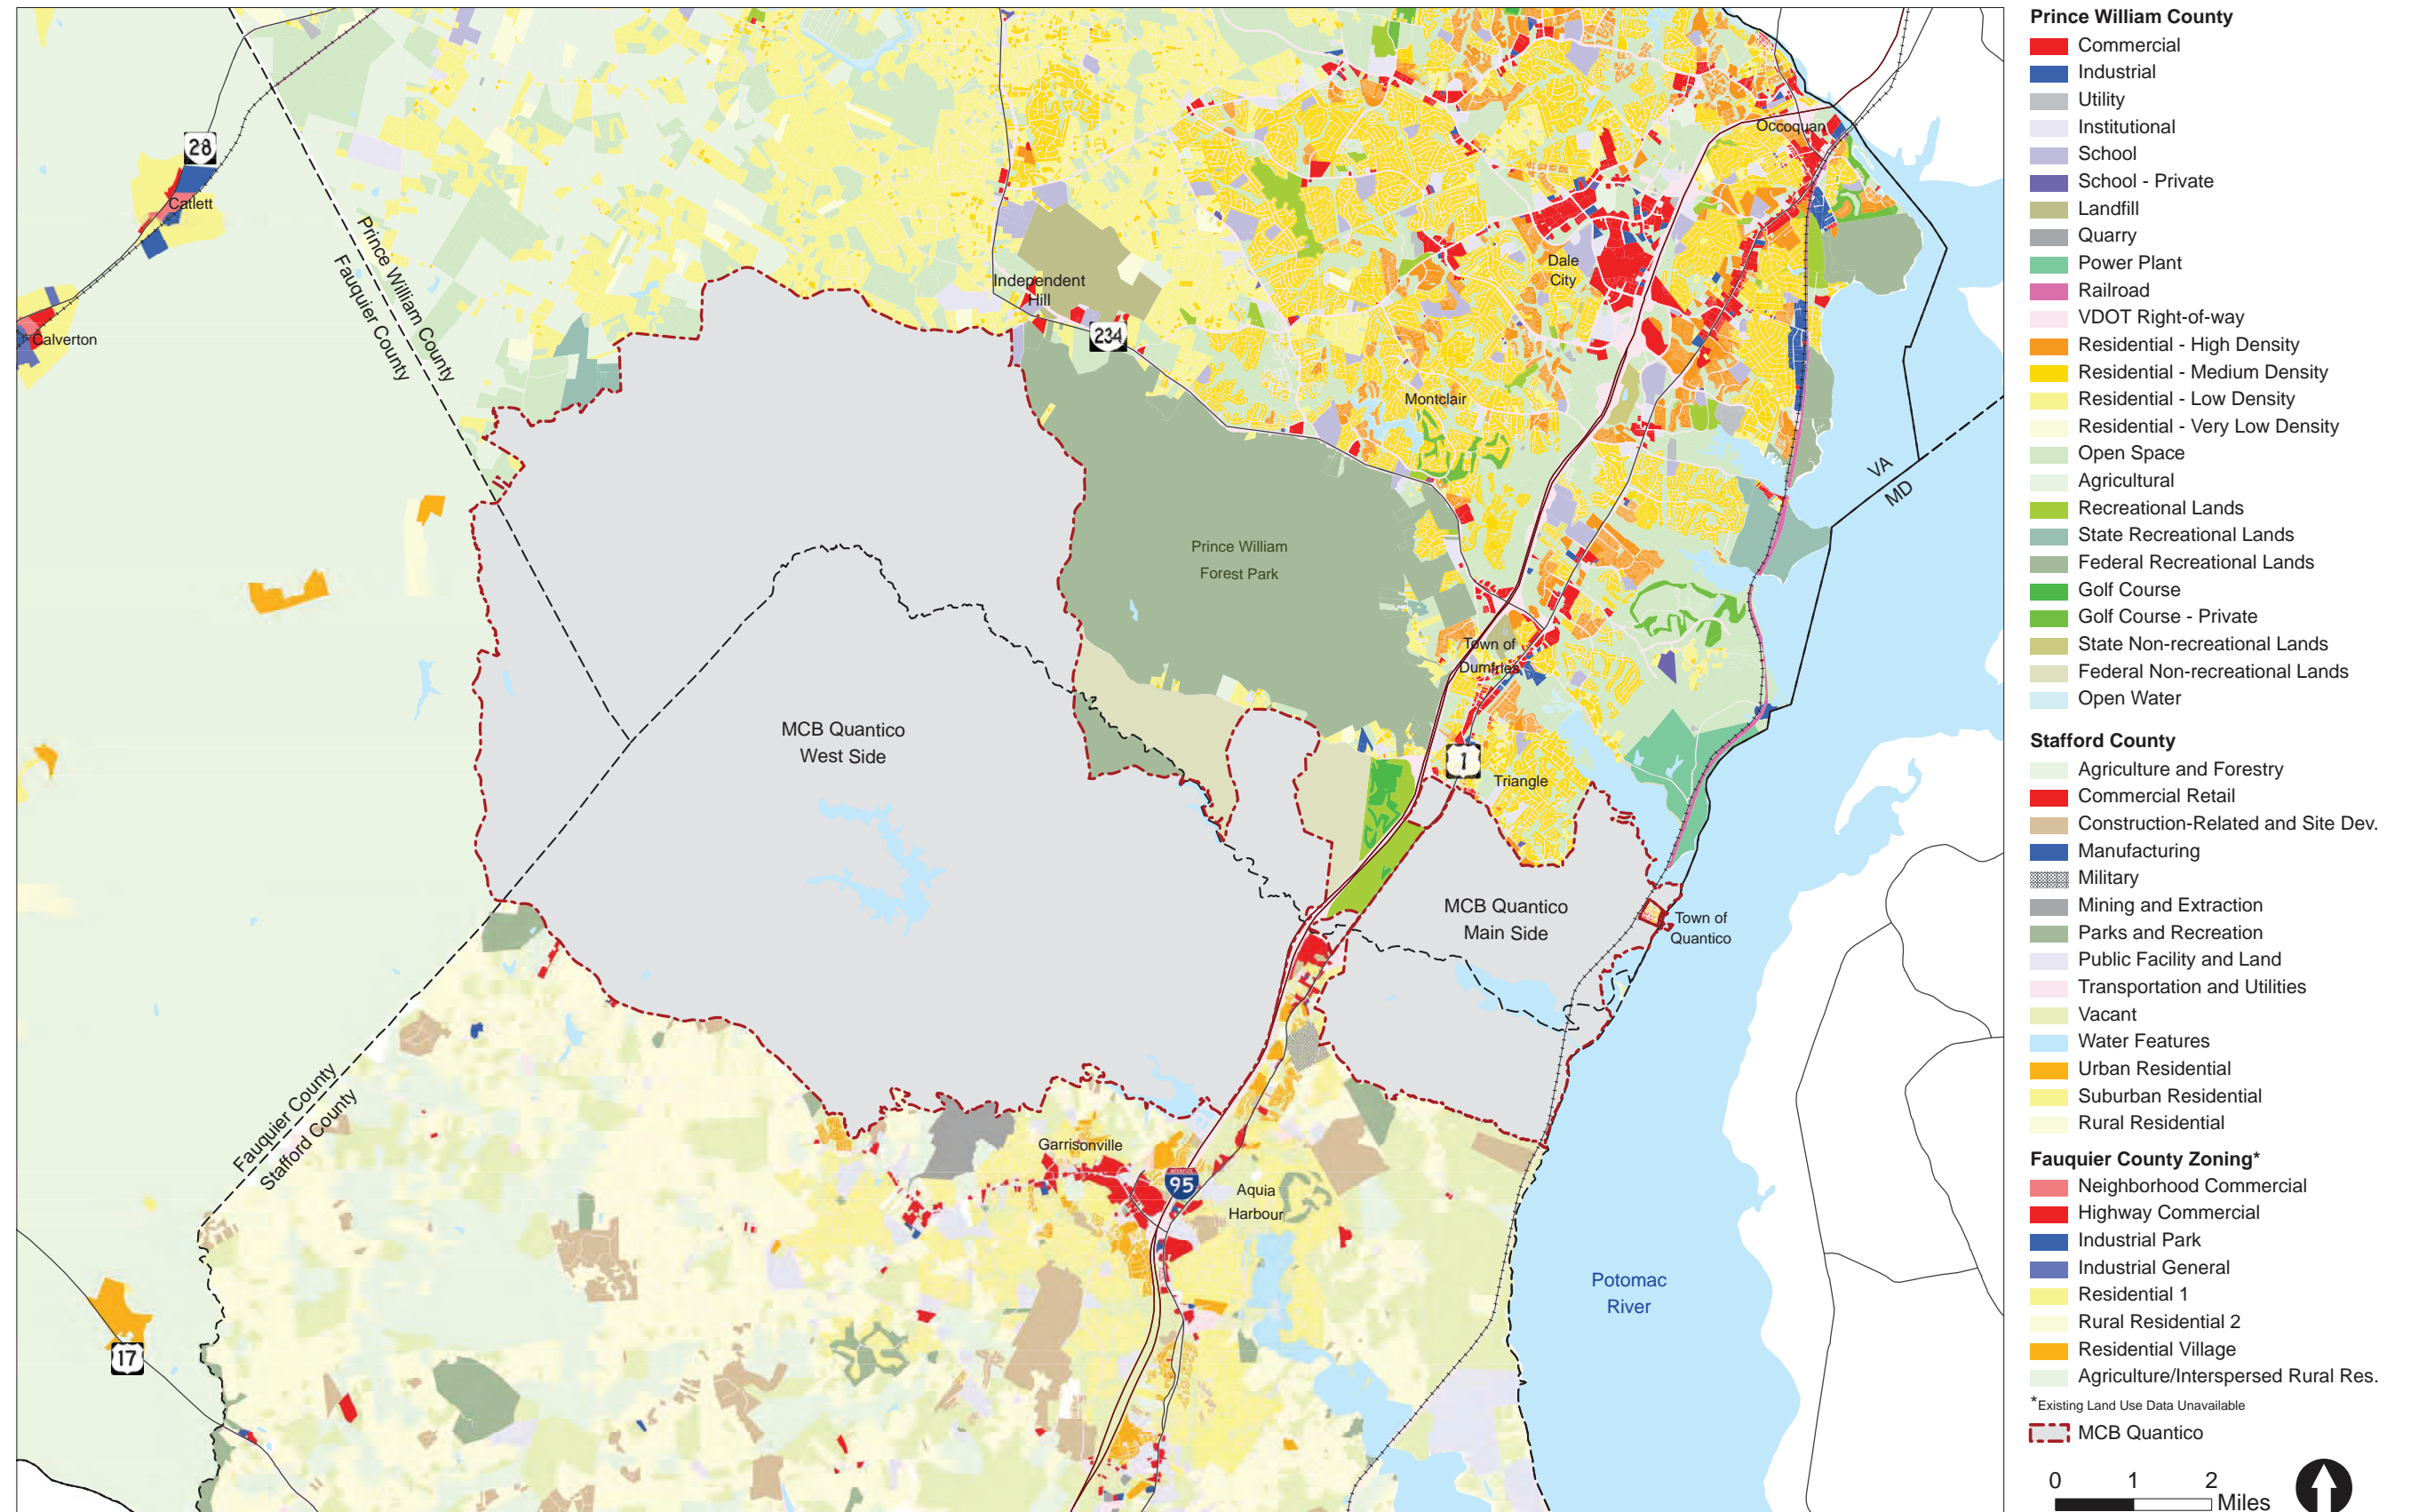 28
Catlett
Calverton
Prince William County
Fauquier County
Independent
Hill
234
Occoquan
Dale
City
Montclair
VA
MD
Prince William
Forest Park
Town of
Dumfries
MCB Quantico
West Side
1
Triangle
MCB Quantico
Main Side
Town of
Quantico
Fauquier County
Stafford County
Garrisonville
INTERSTATE
95
Aquia
Harbour
Potomac
River
17
Prince William County
Commercial
Industrial
Utility
Institutional
School
School - Private
Landfill
Quarry
Power Plant
Railroad
VDOT Right-of-way
Residential - High Density
Residential - Medium Density
Residential - Low Density
Residential - Very Low Density
Open Space
Agricultural
Recreational Lands
State Recreational Lands
Federal Recreational Lands
Golf Course
Golf Course - Private
State Non-recreational Lands
Federal Non-recreational Lands
Open Water
Stafford County
Agriculture and Forestry
Commercial Retail
Construction-Related and Site Dev.
Manufacturing
Military
Mining and Extraction
Parks and Recreation
Public Facility and Land
Transportation and Utilities
Vacant
Water Features
Urban Residential
Suburban Residential
Rural Residential
Fauquier County Zoning*
Neighborhood Commercial
Highway Commercial
Industrial Park
Industrial General
Residential 1
Rural Residential 2
Residential Village
Agriculture/Interspersed Rural Res.
*Existing Land Use Data Unavailable
MCB Quantico
0 1 2
Miles